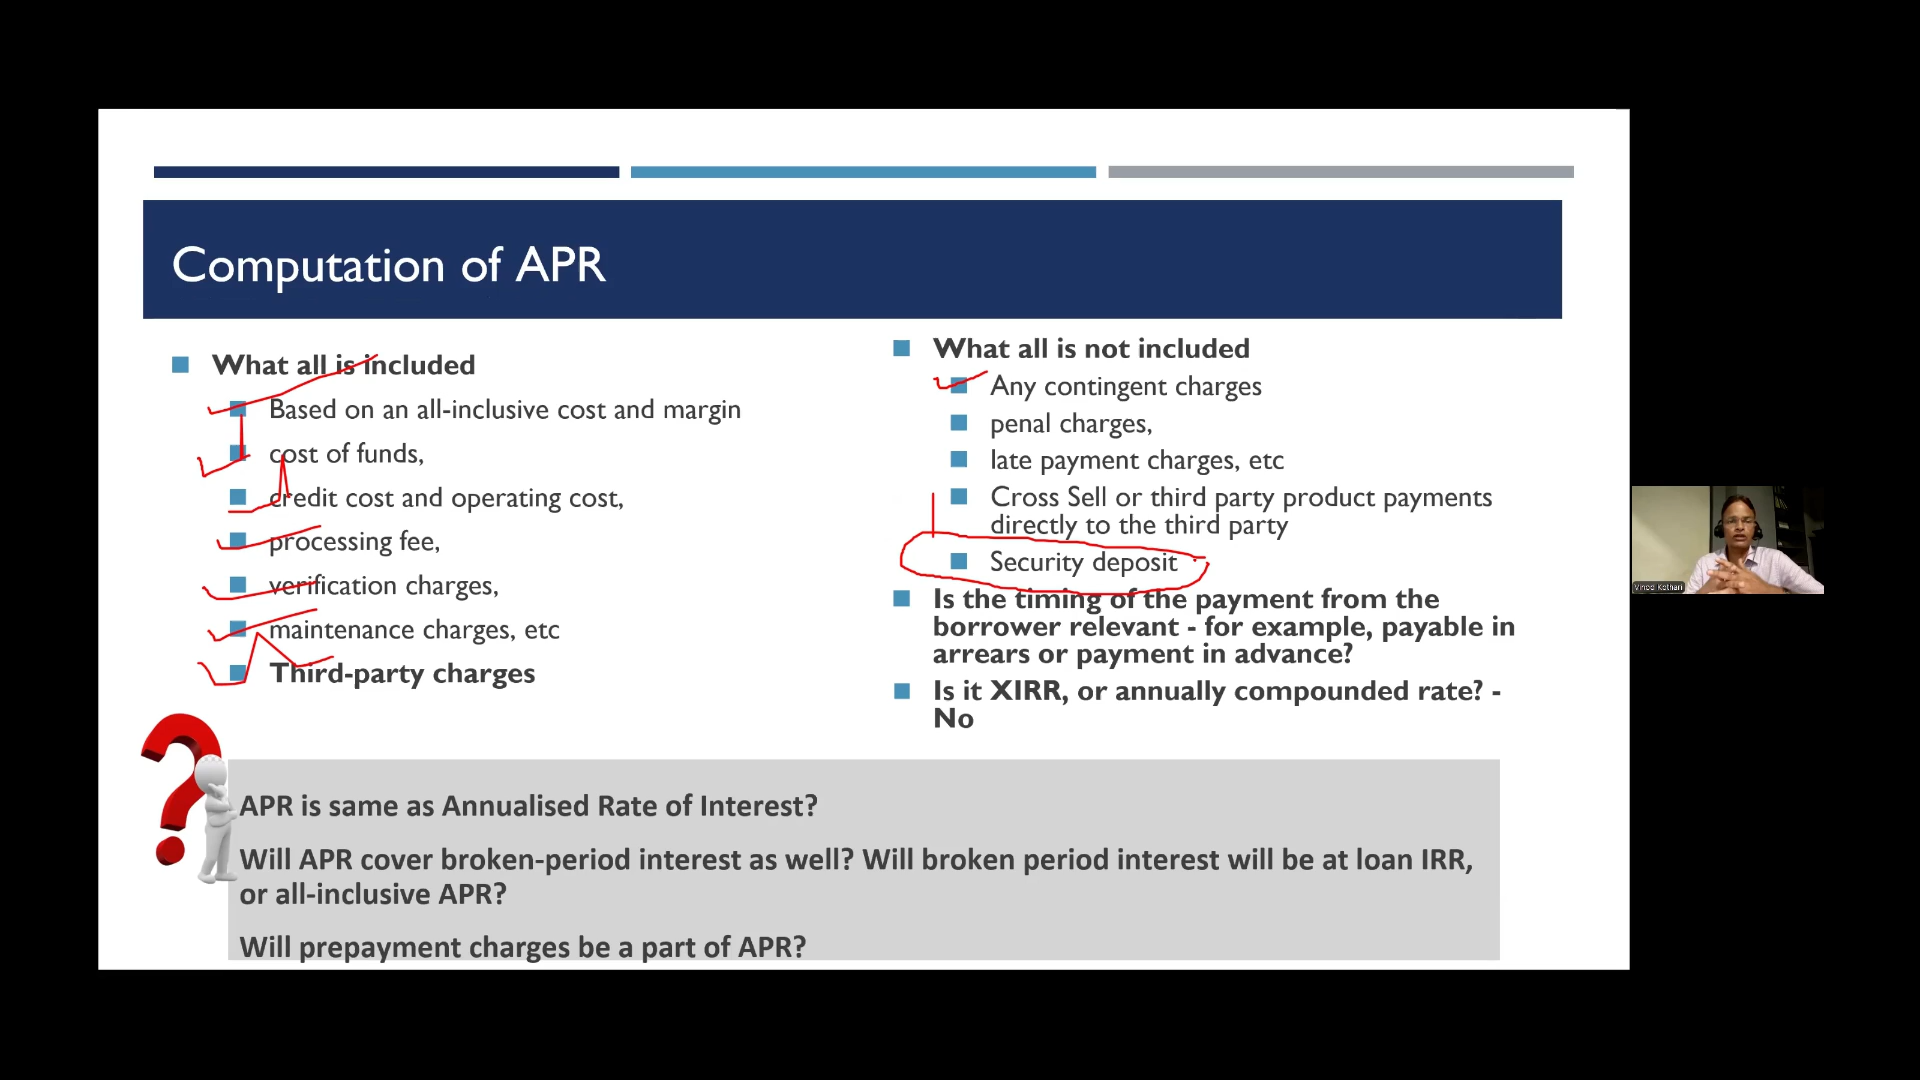 Computation of APR
What all is included
Based on an all-inclusive cost and margin
cost of funds,
credit cost and operating cost,
processing fee,
verification charges,
maintenance charges, etc
Third-party charges
What all is not included
Any contingent charges
penal charges,
late payment charges, etc
Cross Sell or third party product payments
directly to the third party
Security deposit
Is the timing of the payment from the
borrower relevant - for example, payable in
arrears or payment in advance?
Is it XIRR, or annually compounded rate? -
No
APR is same as Annualised Rate of Interest?
Will APR cover broken-period interest as well? Will broken period interest will be at loan IRR,
or all-inclusive APR?
Will prepayment charges be a part of APR?
Vinod Kothari